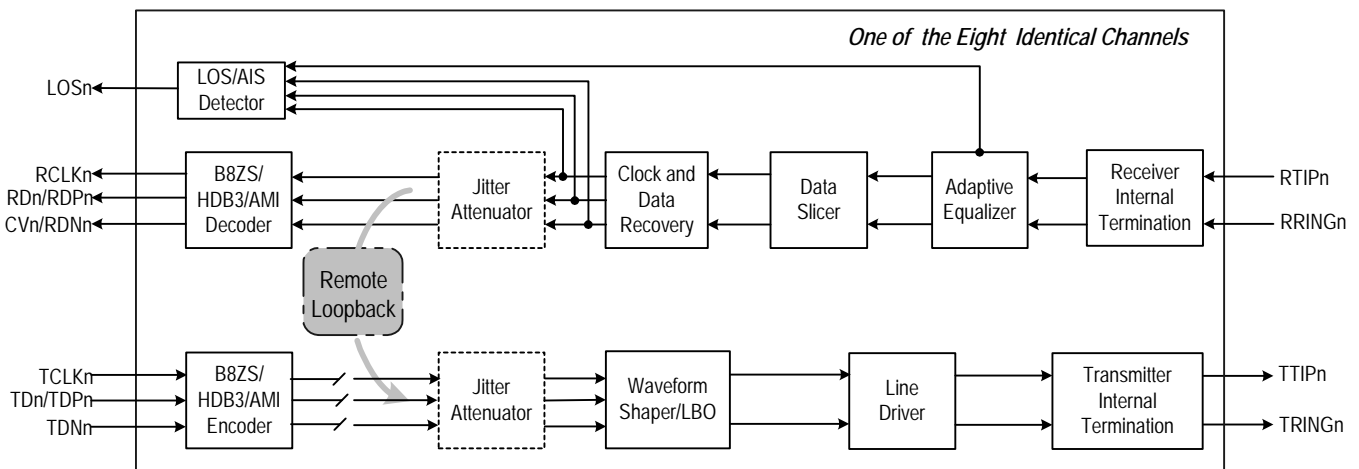 One of the Eight Identical Channels
LOSn
LOS/AIS
Detector
RCLKn
RDn/RDPn
CVn/RDNn
B8ZS/
HDB3/AMI
Decoder
Jitter
Attenuator
Clock and
Data
Recovery
Data
Slicer
Adaptive
Equalizer
Receiver
Internal
Termination
RTIPn
RRINGn
Remote
Loopback
TCLKn
TDn/TDPn
TDNn
B8ZS/
HDB3/AMI
Encoder
Jitter
Attenuator
Waveform
Shaper/LBO
Line
Driver
Transmitter
Internal
Termination
TTIPn
TRINGn